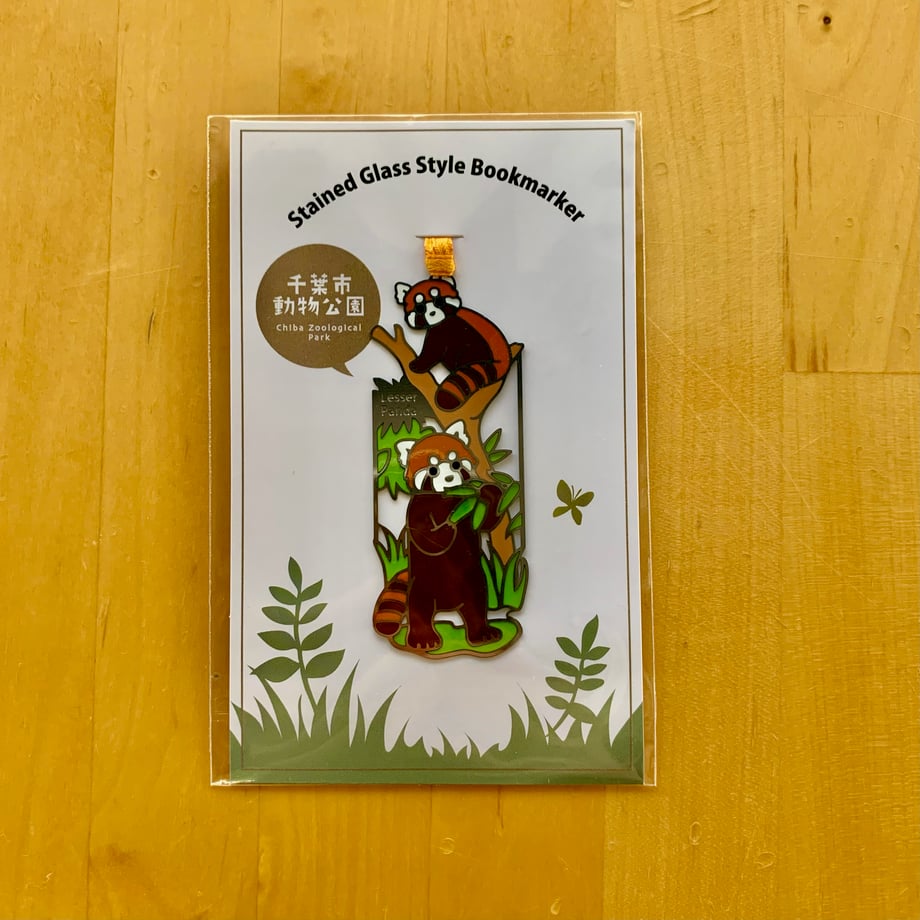 Stained Glass Style Bookmarker
千葉市
動物公園
Chiba Zoological
Park
Lesser
Panda